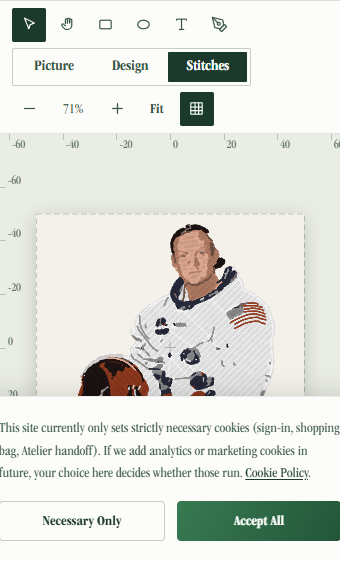 Picture Design Stitches
71% Fit
-60 -40 -20 0 20 40
-60
-40
-20
0
20
This site currently only sets strictly necessary cookies (sign-in, shopping
bag, Atelier handoff). If we add analytics or marketing cookies in
future, your choice here decides whether those run. Cookie Policy.
Necessary Only Accept All